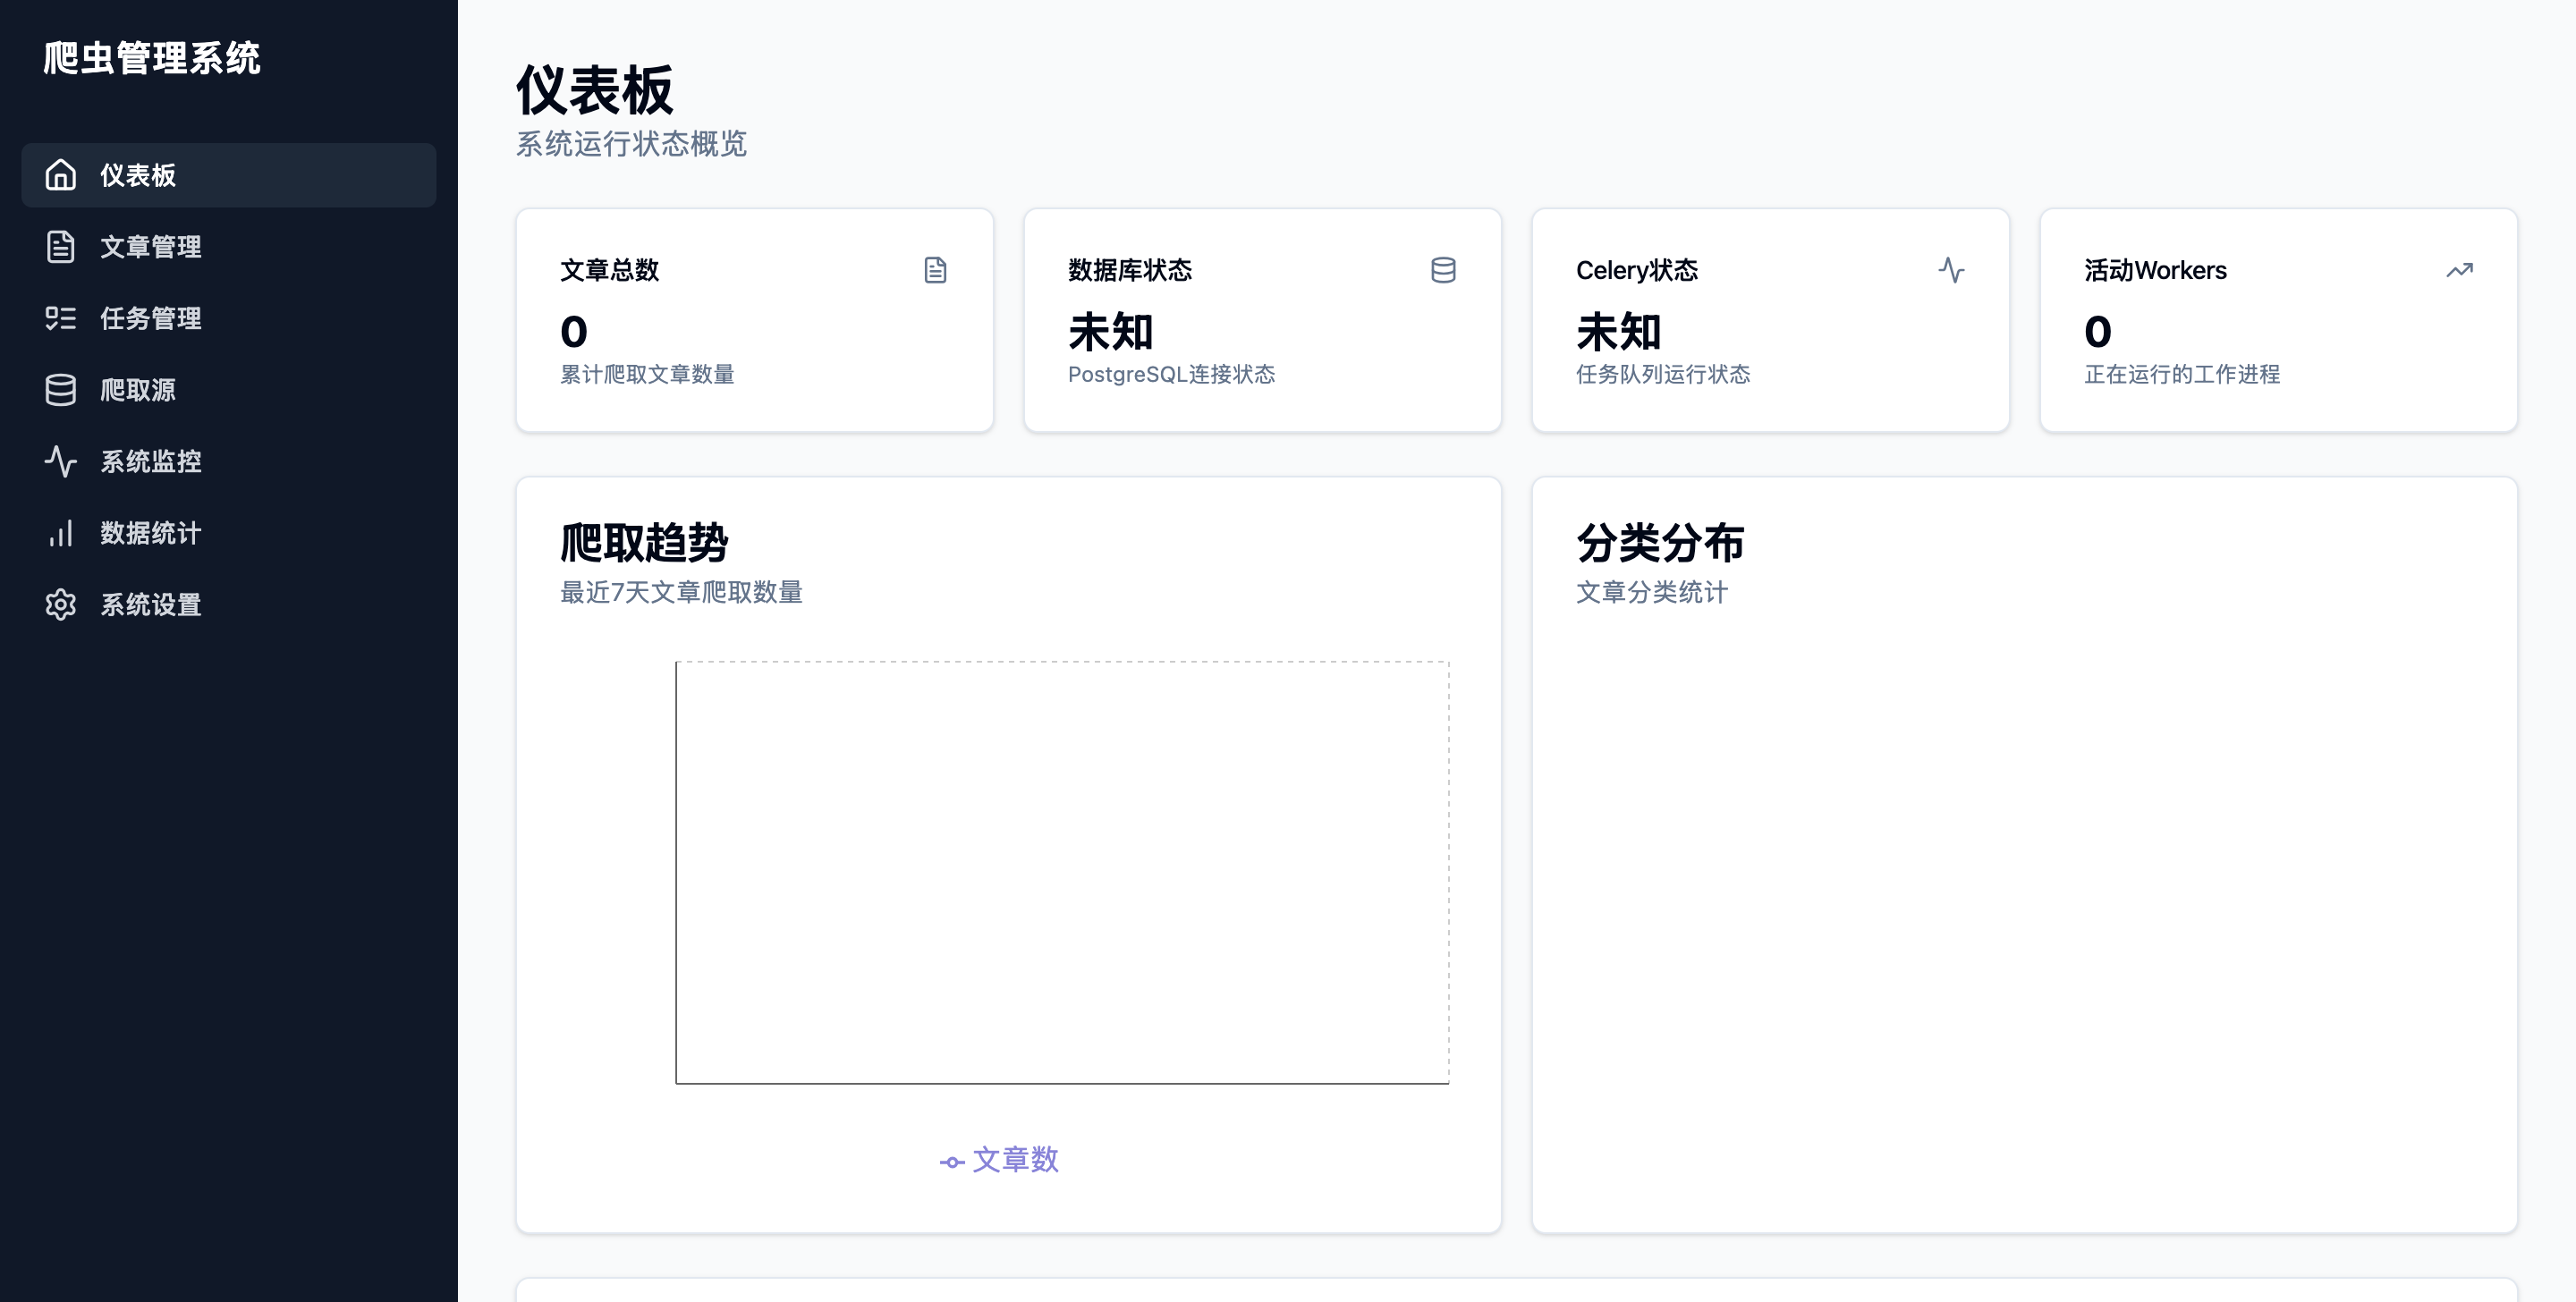 爬虫管理系统
仪表板
文章管理
任务管理
爬取源
系统监控
数据统计
系统设置
仪表板
系统运行状态概览
文章总数
0
累计爬取文章数量
数据库状态
未知
PostgreSQL连接状态
Celery状态
未知
任务队列运行状态
活动Workers
0
正在运行的工作进程
爬取趋势
最近7天文章爬取数量
文章数
分类分布
文章分类统计